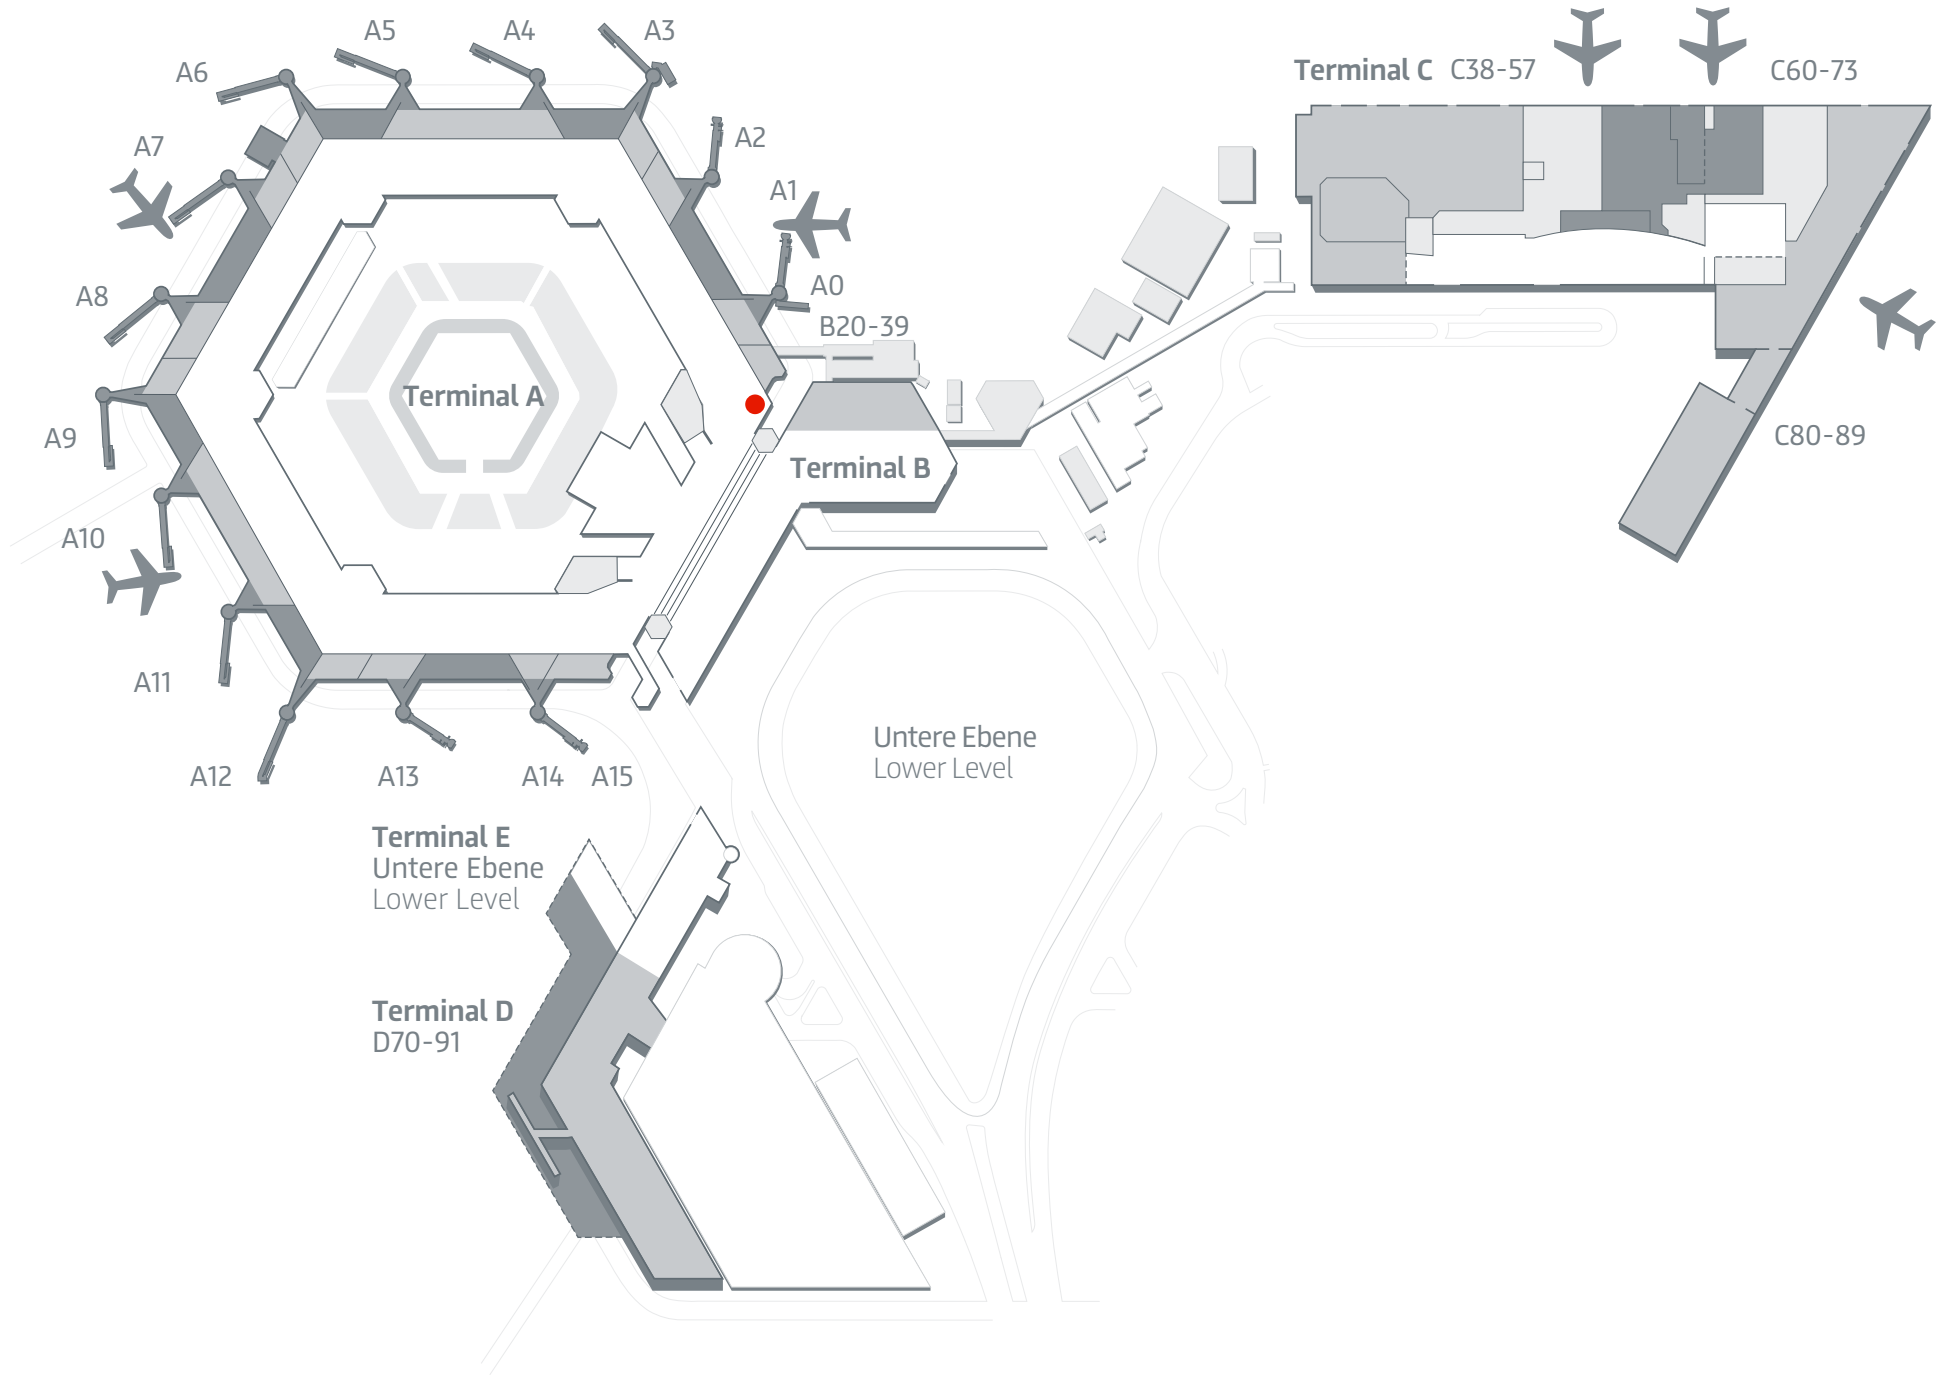 A5
A4
A3
A6
Terminal C C38-57
C60-73
A7
A2
A1
A8
A0
B20-39
Terminal A
A9
C80-89
Terminal B
A10
A11
Untere Ebene
Lower Level
A12
A13
A14
A15
Terminal E
Untere Ebene
Lower Level
Terminal D
D70-91